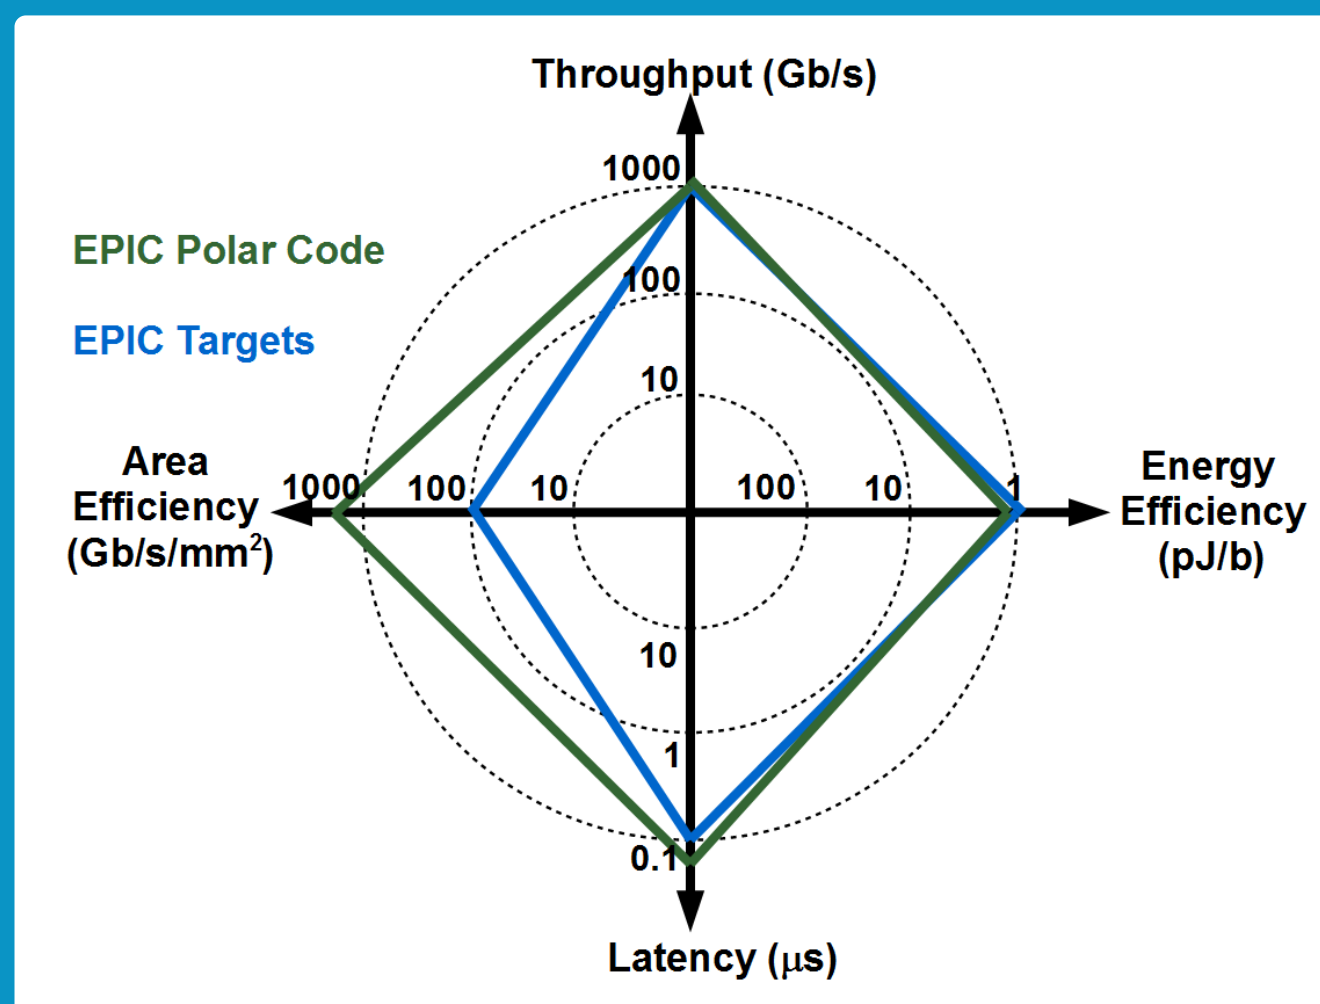 Throughput (Gb/s)
1000
EPIC Polar Code
100
EPIC Targets
10
Area
Efficiency
(Gb/s/mm²)
1000
100
10
100
10
1
Energy
Efficiency
(pJ/b)
10
1
0.1
Latency (μs)